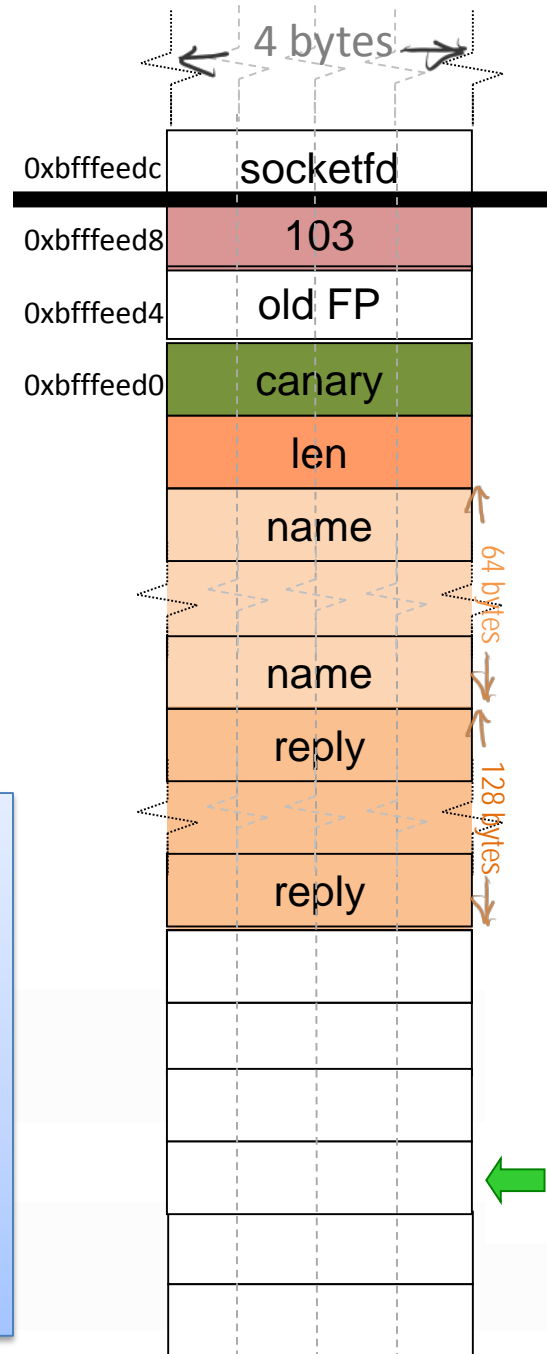 4 bytes
0xbfffeedc socketfd
0xbfffeed8 103
0xbfffeed4 old FP
0xbfffeed0 canary
len
name
64 bytes
name
reply
128 bytes
reply